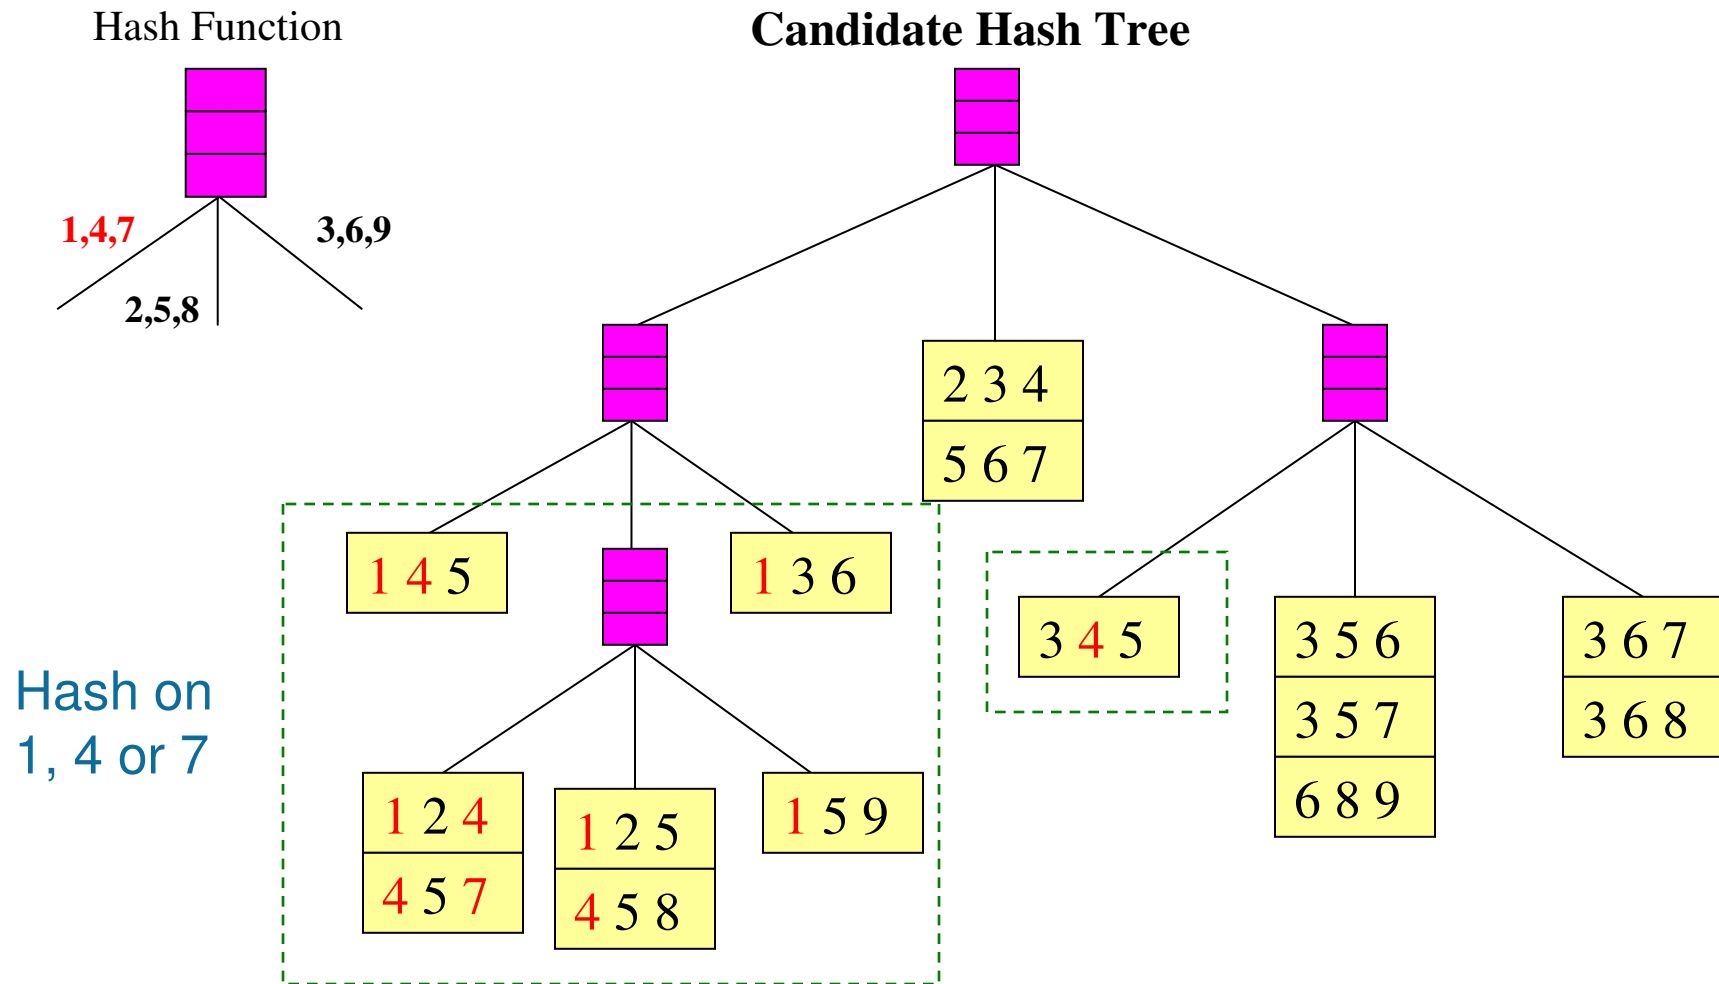 Hash Function
Candidate Hash Tree
1,4,7
3,6,9
2,5,8
2 3 4
5 6 7
1 4 5
1 3 6
3 4 5
3 5 6
3 6 7
3 5 7
3 6 8
6 8 9
Hash on
1, 4 or 7
1 2 4
1 2 5
1 5 9
4 5 7
4 5 8